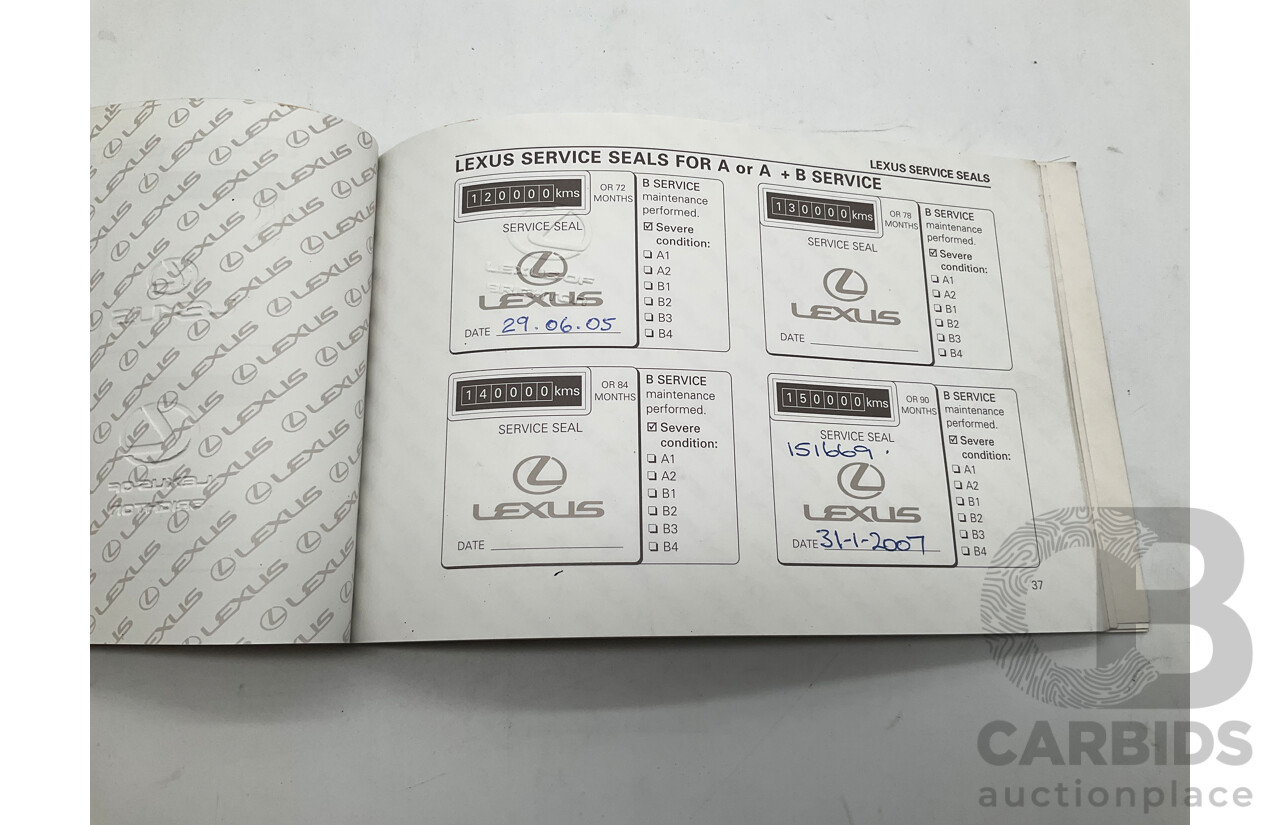 LEXUS SERVICE SEALS
LEXUS SERVICE SEALS FOR A or A + B SERVICE
120000 kms
OR 72
MONTHS
SERVICE SEAL
LEXUS OF
LEXUS
DATE 29.06.05
B SERVICE
maintenance
performed.
☑ Severe
condition:
❏ A1
❏ A2
❏ B1
❏ B2
❏ B3
❏ B4
130000 kms
OR 78
MONTHS
SERVICE SEAL
LEXUS
DATE
B SERVICE
maintenance
performed.
☑ Severe
condition:
❏ A1
❏ A2
❏ B1
❏ B2
❏ B3
❏ B4
140000 kms
OR 84
MONTHS
SERVICE SEAL
LEXUS
DATE
B SERVICE
maintenance
performed.
☑ Severe
condition:
❏ A1
❏ A2
❏ B1
❏ B2
❏ B3
❏ B4
150000 kms
OR 90
MONTHS
SERVICE SEAL
151669.
LEXUS
DATE 31-1-2007
B SERVICE
maintenance
performed.
☑ Severe
condition:
❏ A1
❏ A2
❏ B1
❏ B2
❏ B3
❏ B4
37
CARBIDS
auctionplace